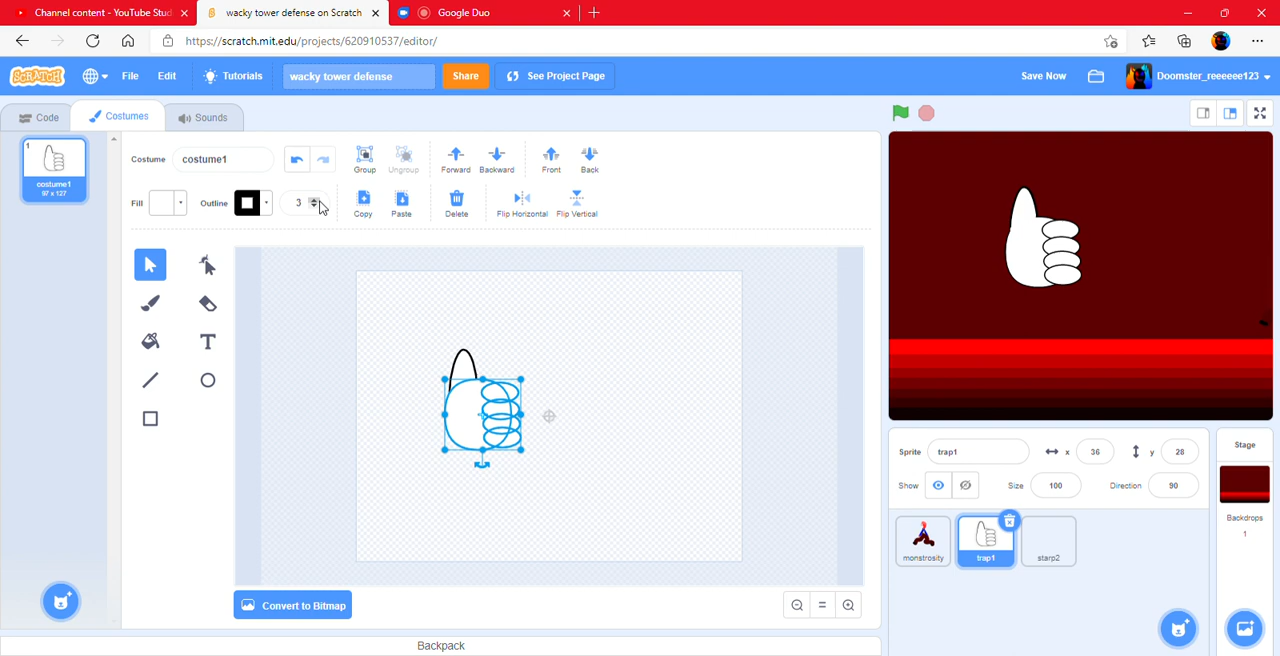 Channel content - YouTube Stud
wacky tower defense on Scratch
Google Duo
https://scratch.mit.edu/projects/620910537/editor/
SCRATCH
File
Edit
Tutorials
wacky tower defense
Share
See Project Page
Save Now
Doomster_reeeeee123
Code
Costumes
Sounds
1
costume1
97 x 127
Costume
costume1
Group
Ungroup
Forward
Backward
Front
Back
Fill
Outline
3
Copy
Paste
Delete
Flip Horizontal
Flip Vertical
Convert to Bitmap
Backpack
Sprite
trap1
x
36
y
28
Show
Size
100
Direction
90
monstrosity
trap1
starp2
Stage
Backdrops
1